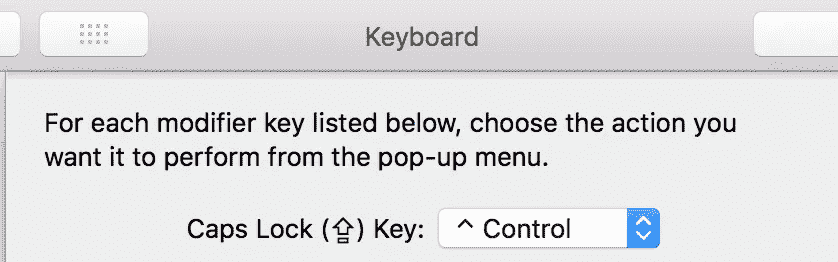 Keyboard
For each modifier key listed below, choose the action you
want it to perform from the pop-up menu.
Caps Lock (⇪) Key: ^ Control